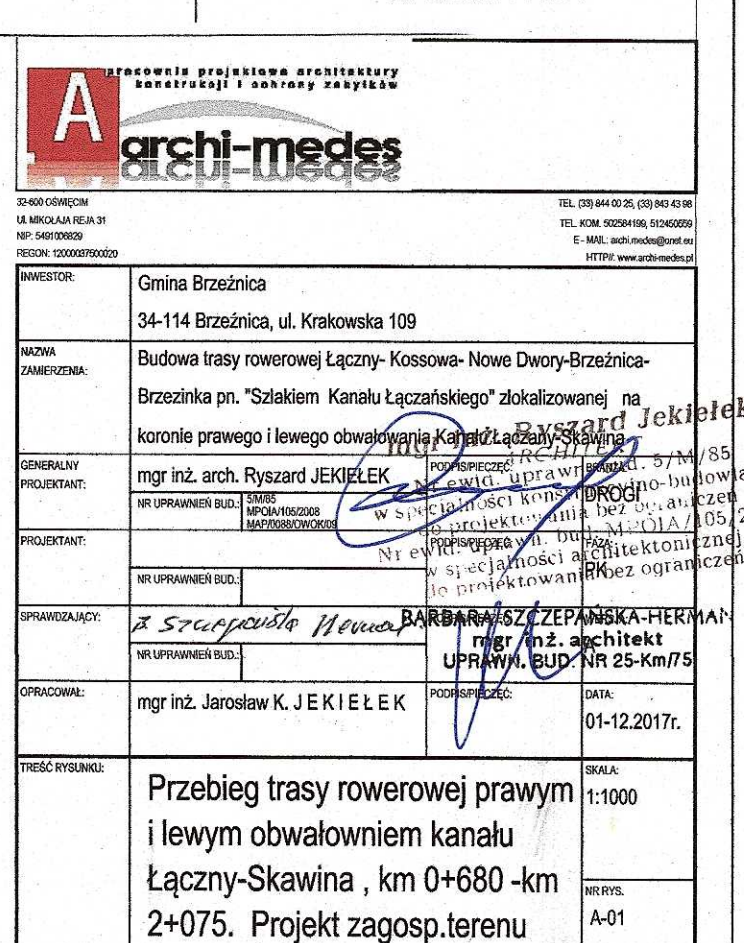 pracownia projektowa architektury
konstrukcji i ochrony zabytków
A
archi-medes
32-600 OŚWIĘCIM
UL. MIKOŁAJA REJA 31
NIP: 5491006829
REGON: 12000037500020
TEL. (33) 844 00 25, (33) 843 43 98
TEL. KOM. 502584199, 512450659
E - MAIL: archi.medes@onet.eu
HTTP//: www.archi-medes.pl
INWESTOR:
Gmina Brzeźnica
34-114 Brzeźnica, ul. Krakowska 109
NAZWA
ZAMIERZENIA:
Budowa trasy rowerowej Łączny- Kossowa- Nowe Dwory-Brzeźnica-
Brzezinka pn. "Szlakiem Kanału Łączańskiego" zlokalizowanej na
koronie prawego i lewego obwałowania Kanału Łączany-Skawina
GENERALNY
PROJEKTANT:
mgr inż. arch. Ryszard JEKIEŁEK
NR UPRAWNIEŃ BUD.:
5/M/85
MPOIA/105/2008
MAP/0088/OWOK/09
PODPIS/PIECZĘĆ:
BRANŻA:
DROGI
mgr inż. Ryszard Jekiełek
ARCHITEKT
Nr ewid. uprawn. bud. 5/M/85
w specjalności konstrukcyjno-budowla
do projektowania bez ograniczeń
Nr ewid. uprawn. bud. MPOIA/105/2
w specjalności architektonicznej
do projektowania bez ograniczeń
PROJEKTANT:
NR UPRAWNIEŃ BUD.:
PODPIS/PIECZĘĆ:
FAZA:
PK
SPRAWDZAJĄCY:
B Szczepańska Herman
NR UPRAWNIEŃ BUD.:
BARBARA SZCZEPAŃSKA-HERMAN
mgr inż. architekt
UPRAWN. BUD. NR 25-Km/75
OPRACOWAŁ:
mgr inż. Jarosław K. JEKIEŁEK
PODPIS/PIECZĘĆ:
DATA:
01-12.2017r.
TREŚĆ RYSUNKU:
Przebieg trasy rowerowej prawym
i lewym obwałowniem kanału
Łączny-Skawina , km 0+680 -km
2+075. Projekt zagosp.terenu
SKALA:
1:1000
NR RYS.
A-01